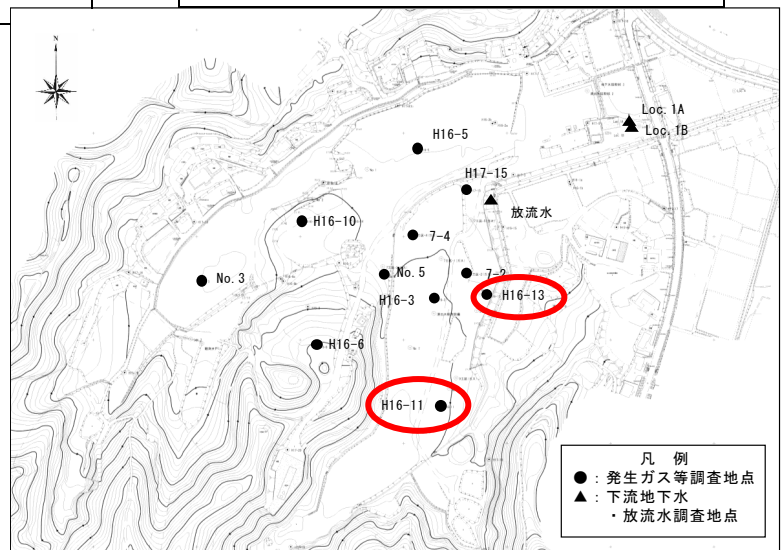 N
Loc. 1A
Loc. 1B
H16-5
H17-15
放流水
H16-10
7-4
No. 3
No. 5
7-2
H16-3
H16-13
H16-6
H16-11
凡 例
●：発生ガス等調査地点
▲：下流地下水
・放流水調査地点